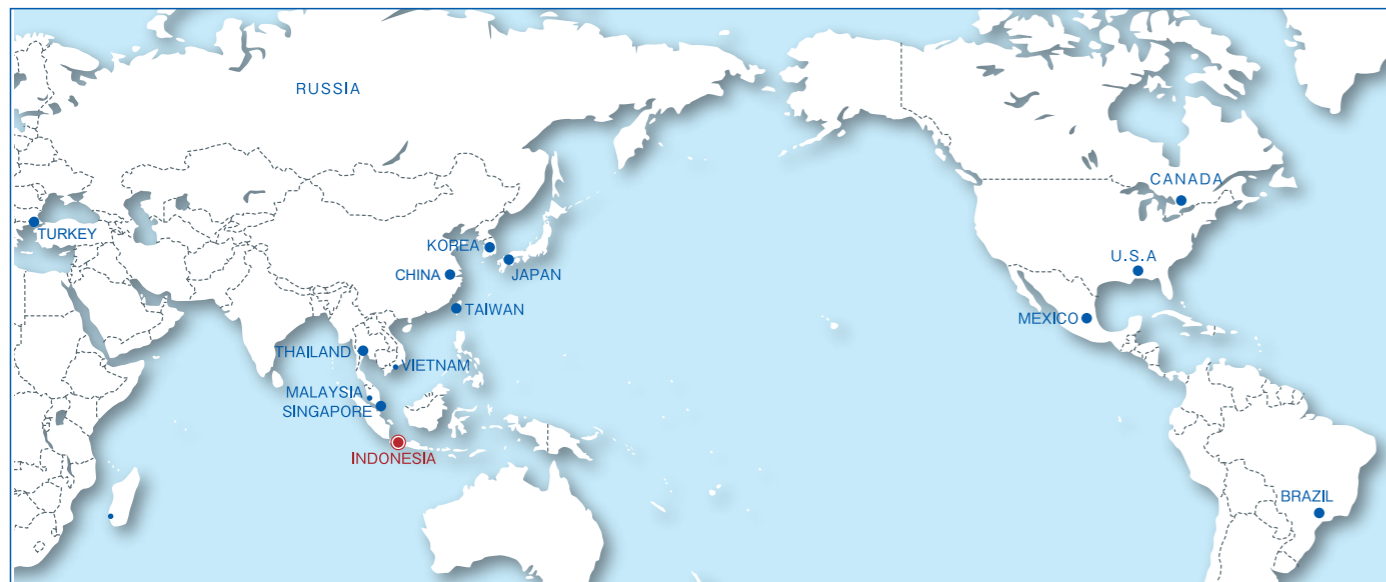 RUSSIA
CANADA
TURKEY
KOREA
U.S.A
CHINA
JAPAN
TAIWAN
MEXICO
THAILAND
VIETNAM
MALAYSIA
SINGAPORE
INDONESIA
BRAZIL